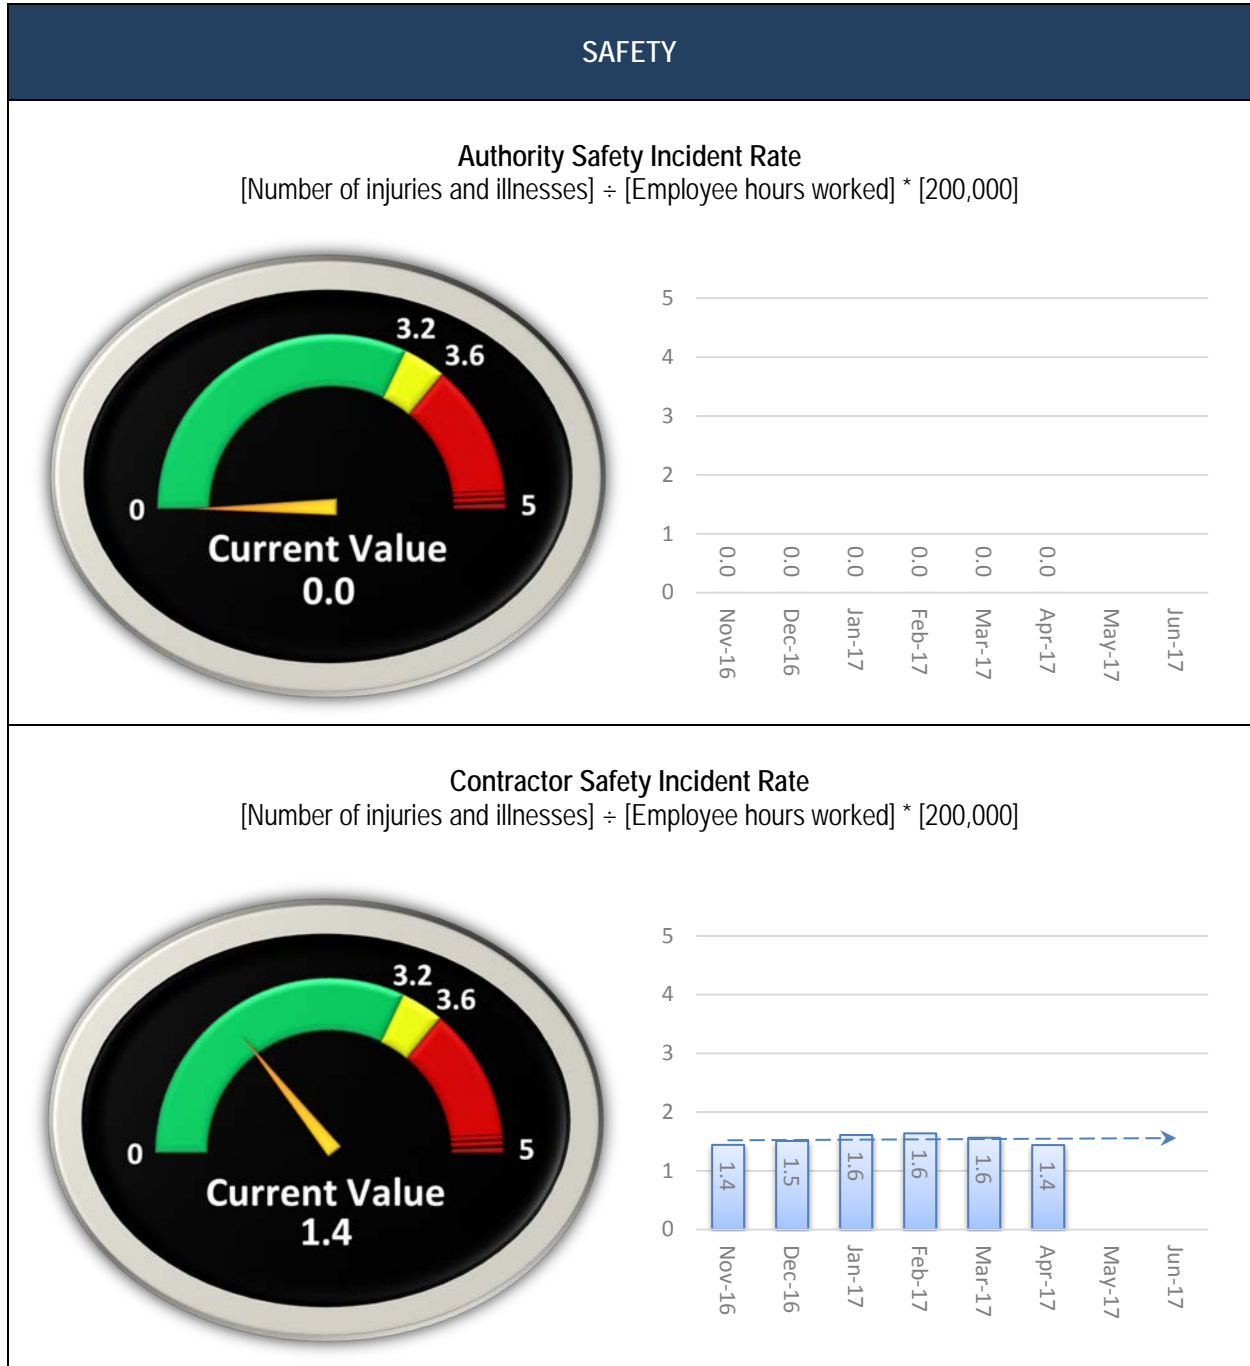 SAFETY
Authority Safety Incident Rate
[Number of injuries and illnesses] ÷ [Employee hours worked] * [200,000]
3.2
3.6
0
5
Current Value
0.0
5
4
3
2
1
0
0.0
0.0
0.0
0.0
0.0
0.0
Nov-16
Dec-16
Jan-17
Feb-17
Mar-17
Apr-17
May-17
Jun-17
Contractor Safety Incident Rate
[Number of injuries and illnesses] ÷ [Employee hours worked] * [200,000]
3.2
3.6
0
5
Current Value
1.4
5
4
3
2
1
0
1.4
1.5
1.6
1.6
1.6
1.4
Nov-16
Dec-16
Jan-17
Feb-17
Mar-17
Apr-17
May-17
Jun-17